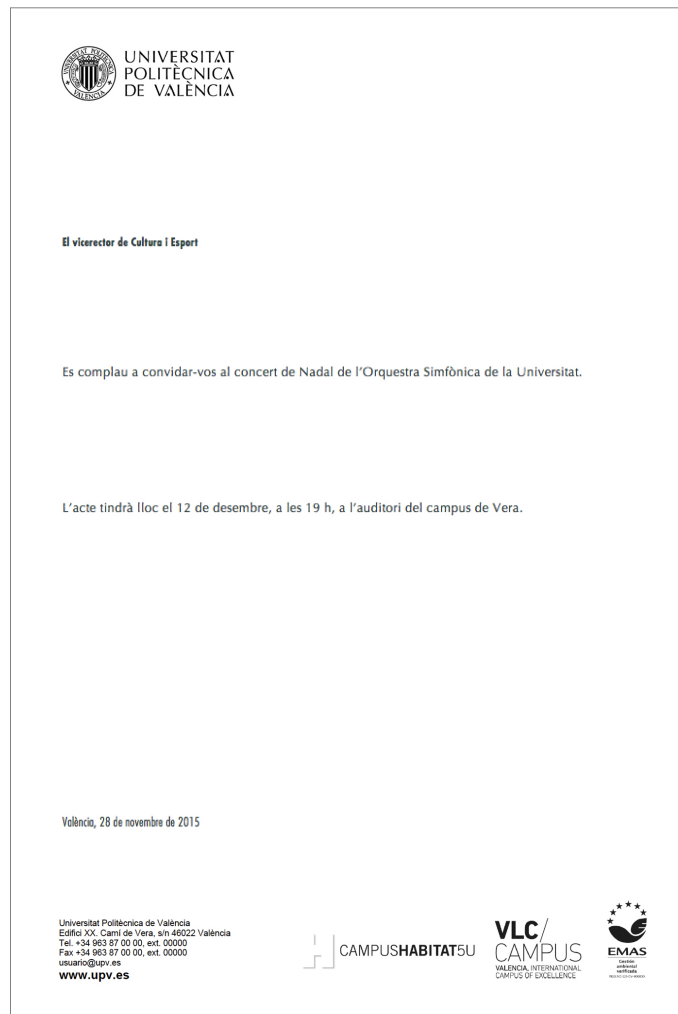 UNIVERSITAT
POLITÈCNICA
DE VALÈNCIA
El vicerector de Cultura i Esport
Es complau a convidar-vos al concert de Nadal de l'Orquestra Simfònica de la Universitat.
L'acte tindrà lloc el 12 de desembre, a les 19 h, a l'auditori del campus de Vera.
València, 28 de novembre de 2015
Universitat Politècnica de València
Edifici XX. Camí de Vera, s/n 46022 València
Tel. +34 963 87 00 00, ext. 00000
Fax +34 963 87 00 00, ext. 00000
usuario@upv.es
www.upv.es
CAMPUSHABITAT5U
VLC/
CAMPUS
VALENCIA, INTERNATIONAL
CAMPUS OF EXCELLENCE
EMAS
Gestión
ambiental
verificada